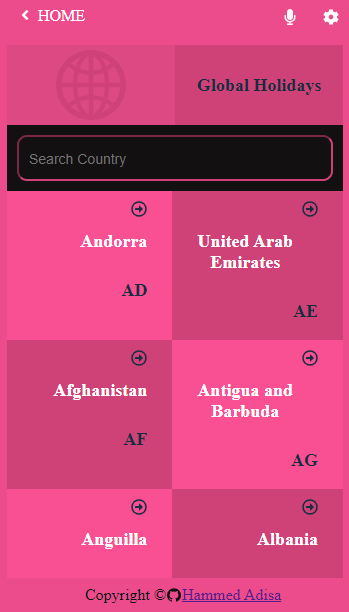 HOME
Global Holidays
Search Country
Andorra
AD
United Arab
Emirates
AE
Afghanistan
AF
Antigua and
Barbuda
AG
Anguilla
Albania
Copyright ©Hammed Adisa